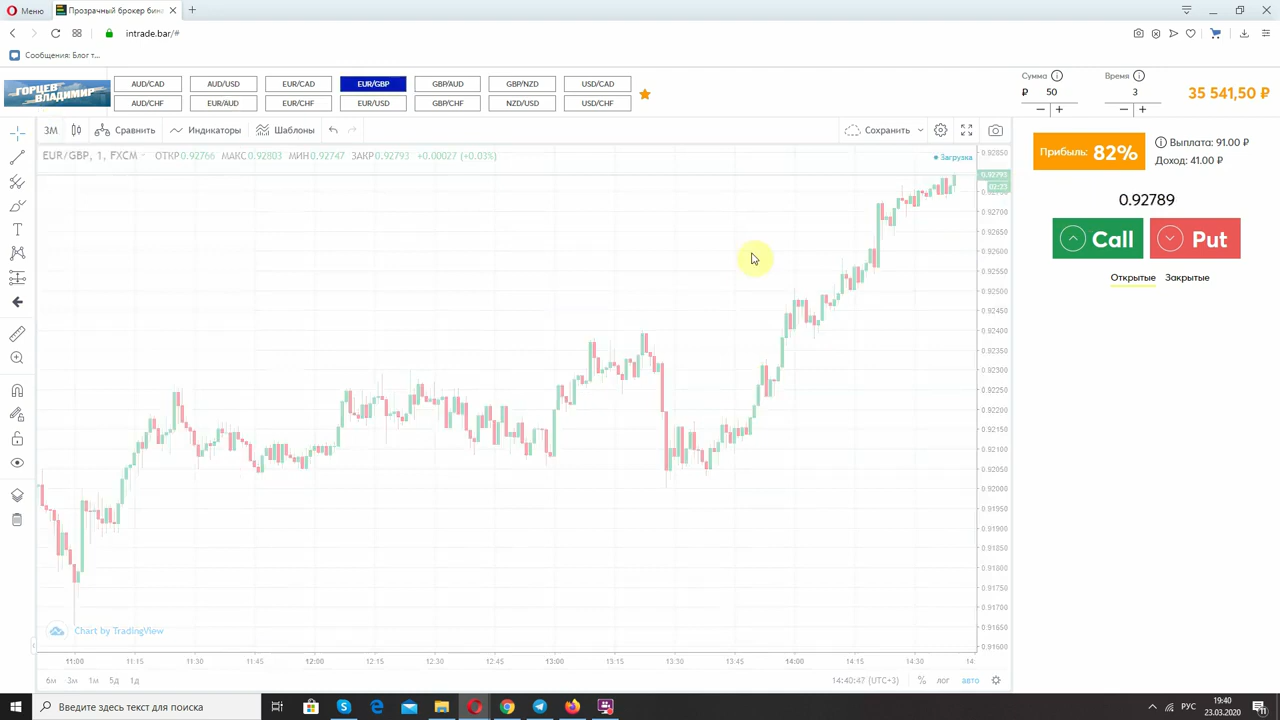 Меню
Прозрачный брокер бина
intrade.bar/#
Сообщения: Блог т...
ГОРЦЕВ ВЛАДИМИР
AUD/CAD
AUD/USD
EUR/CAD
EUR/GBP
GBP/AUD
GBP/NZD
USD/CAD
AUD/CHF
EUR/AUD
EUR/CHF
EUR/USD
GBP/CHF
NZD/USD
USD/CHF
Сумма
Время
₽ 50
3
35 541,50 ₽
3М
Сравнить
Индикаторы
Шаблоны
Сохранить
EUR/GBP, 1, FXCM ОТКР0.92766 МАКС0.92803 МИН0.92747 ЗАКР0.92793 +0.00027 (+0.03%)
Загрузка
Прибыль: 82%
Выплата: 91.00 ₽
Доход: 41.00 ₽
0.92789
Call
Put
Открытые
Закрытые
0.92850
0.92793
0.92700
0.92650
0.92600
0.92550
0.92500
0.92450
0.92400
0.92350
0.92300
0.92250
0.92200
0.92150
0.92100
0.92050
0.92000
0.91950
0.91900
0.91850
0.91800
0.91750
0.91700
0.91650
0.91600
Chart by TradingView
11:00 11:15 11:30 11:45 12:00 12:15 12:30 12:45 13:00 13:15 13:30 13:45 14:00 14:15 14:30 14:
6м 3м 1м 5д 1д
14:40:47 (UTC+3) % лог авто
Введите здесь текст для поиска
РУС
19:40
23.03.2020